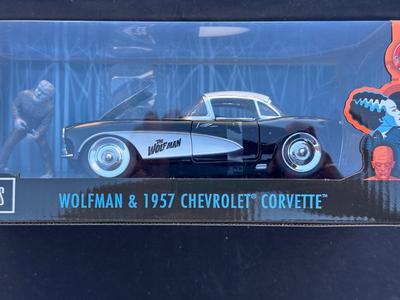 THE
WOLFMAN
S
WOLFMAN & 1957 CHEVROLET® CORVETTE™